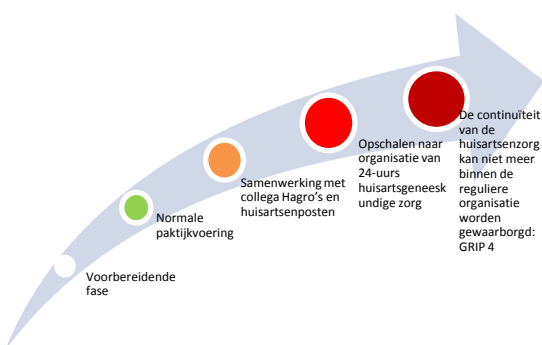 Voorbereidende
fase
Normale
paktijkvoering
Samenwerking met
collega Hagro’s en
huisartsenposten
Opschalen naar
organisatie van
24-uurs
huisartsgeneesk
undige zorg
De continuïteit
van de
huisartsenzorg
kan niet meer
binnen de
reguliere
organisatie
worden
gewaarborgd:
GRIP 4